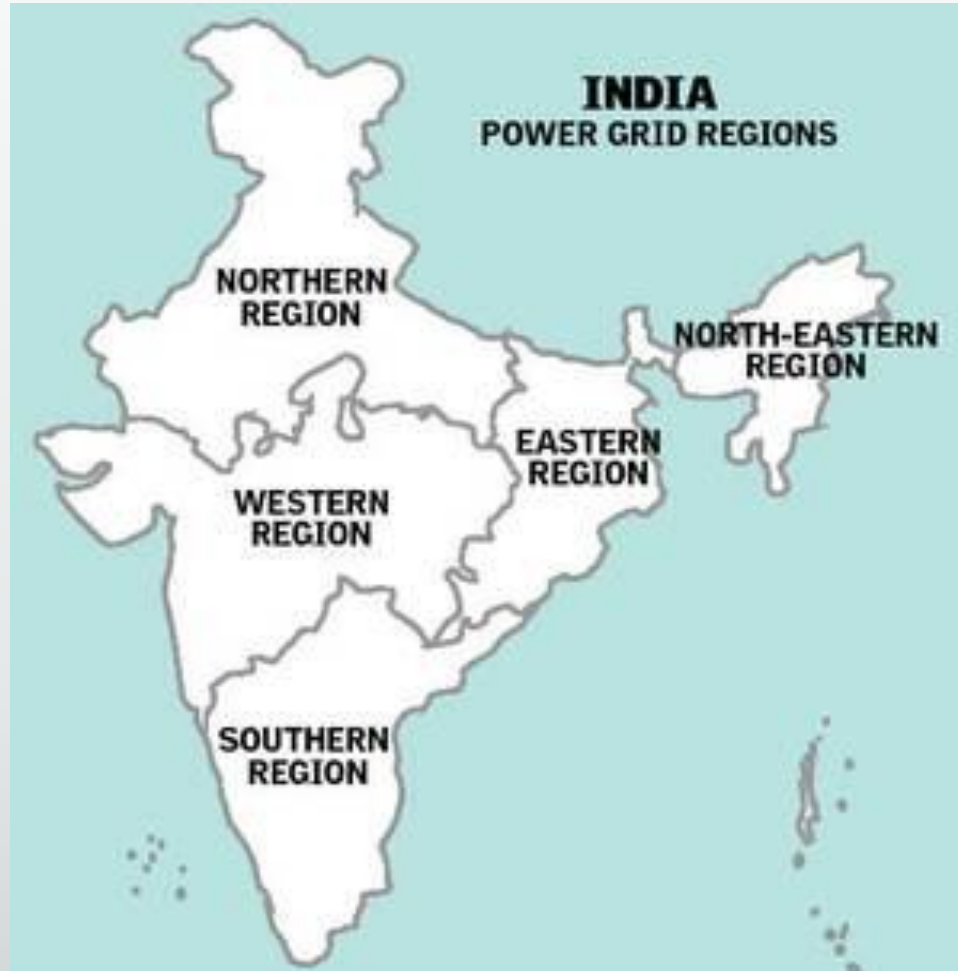 INDIA
POWER GRID REGIONS
NORTHERN
REGION
NORTH-EASTERN
REGION
EASTERN
REGION
WESTERN
REGION
SOUTHERN
REGION